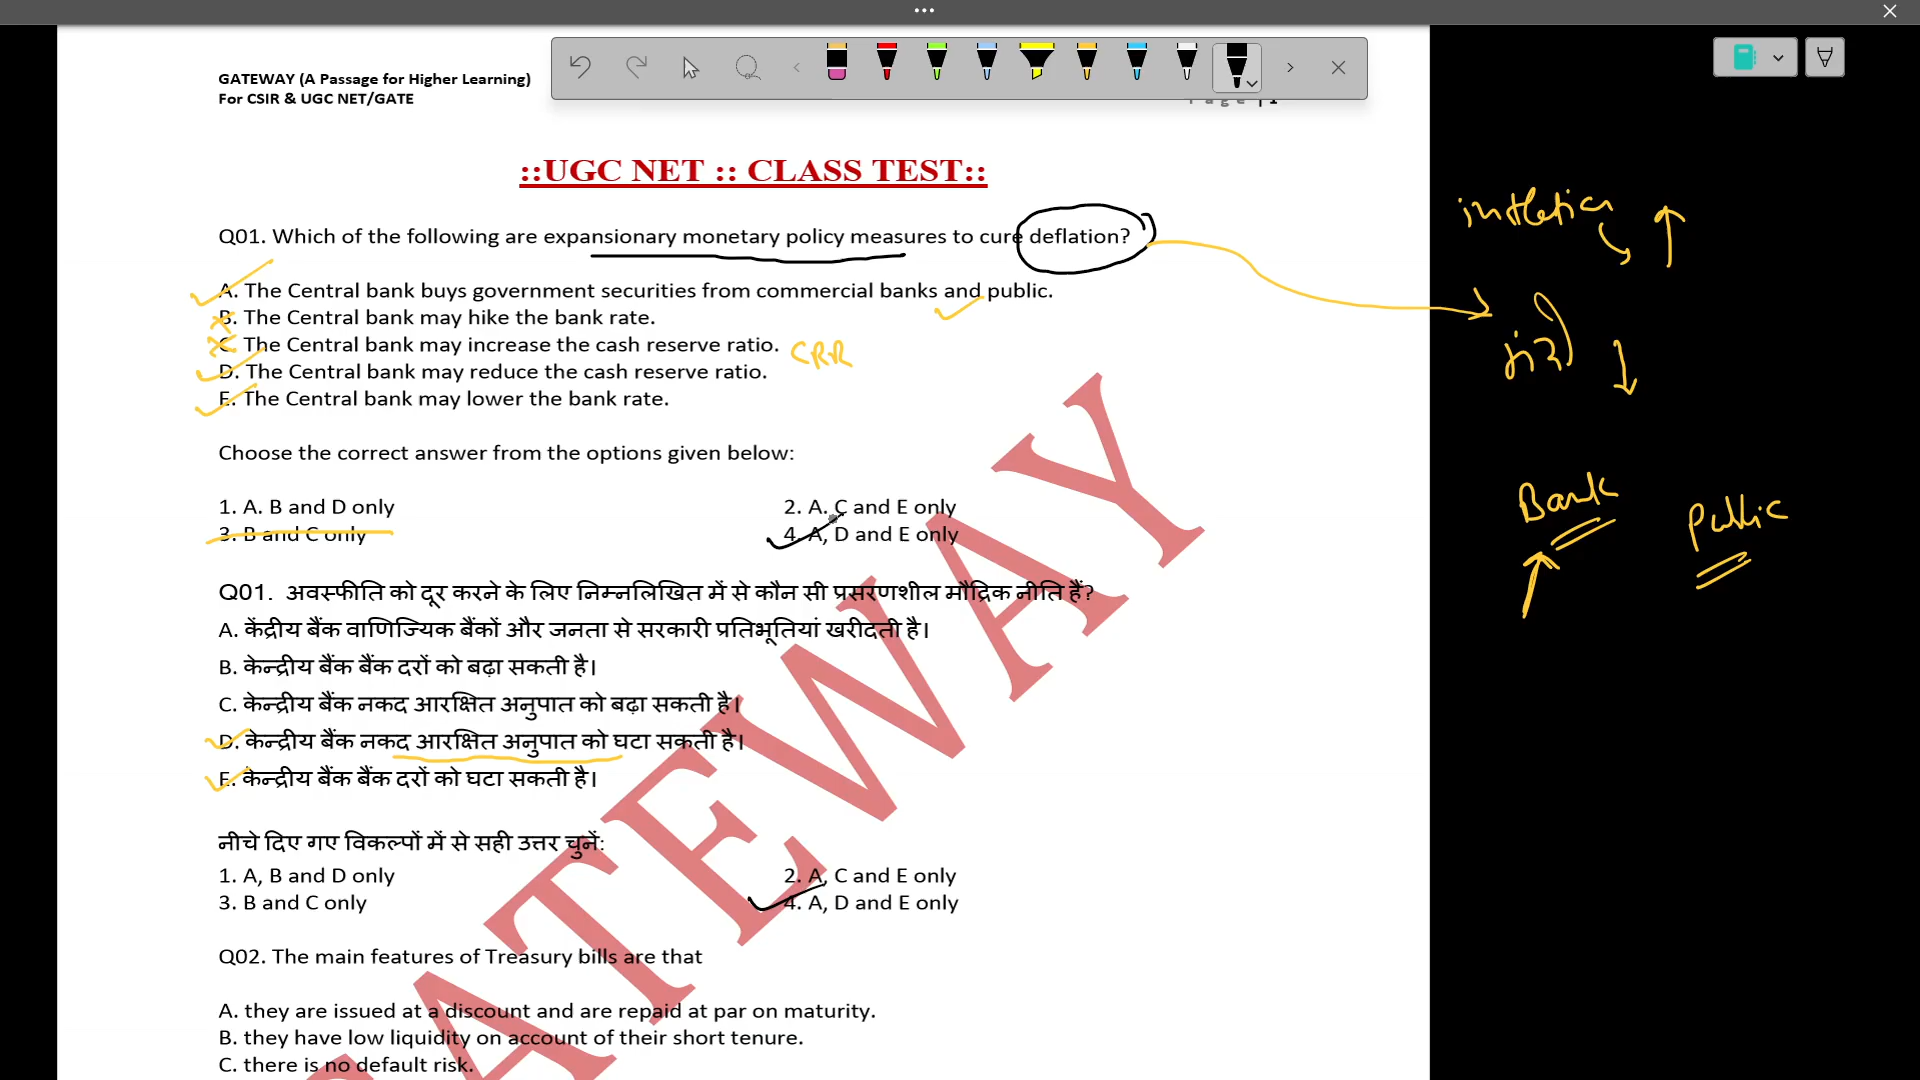 GATEWAY (A Passage for Higher Learning)
For CSIR & UGC NET/GATE
Page | 1
::UGC NET :: CLASS TEST::
Q01. Which of the following are expansionary monetary policy measures to cure deflation?
A. The Central bank buys government securities from commercial banks and public.
B. The Central bank may hike the bank rate.
C. The Central bank may increase the cash reserve ratio.
CRR
D. The Central bank may reduce the cash reserve ratio.
E. The Central bank may lower the bank rate.
Choose the correct answer from the options given below:
1. A. B and D only
2. A. C and E only
3. B and C only
4. A, D and E only
Q01. अवस्फीति को दूर करने के लिए निम्नलिखित में से कौन सी प्रसरणशील मौद्रिक नीति हैं?
A. केंद्रीय बैंक वाणिज्यिक बैंकों और जनता से सरकारी प्रतिभूतियां खरीदती है।
B. केन्द्रीय बैंक बैंक दरों को बढ़ा सकती है।
C. केन्द्रीय बैंक नकद आरक्षित अनुपात को बढ़ा सकती है।
D. केन्द्रीय बैंक नकद आरक्षित अनुपात को घटा सकती है।
E. केन्द्रीय बैंक बैंक दरों को घटा सकती है।
नीचे दिए गए विकल्पों में से सही उत्तर चुनें:
1. A, B and D only
2. A, C and E only
3. B and C only
4. A, D and E only
Q02. The main features of Treasury bills are that
A. they are issued at a discount and are repaid at par on maturity.
B. they have low liquidity on account of their short tenure.
C. there is no default risk.
Bank
Public
GATEWAY